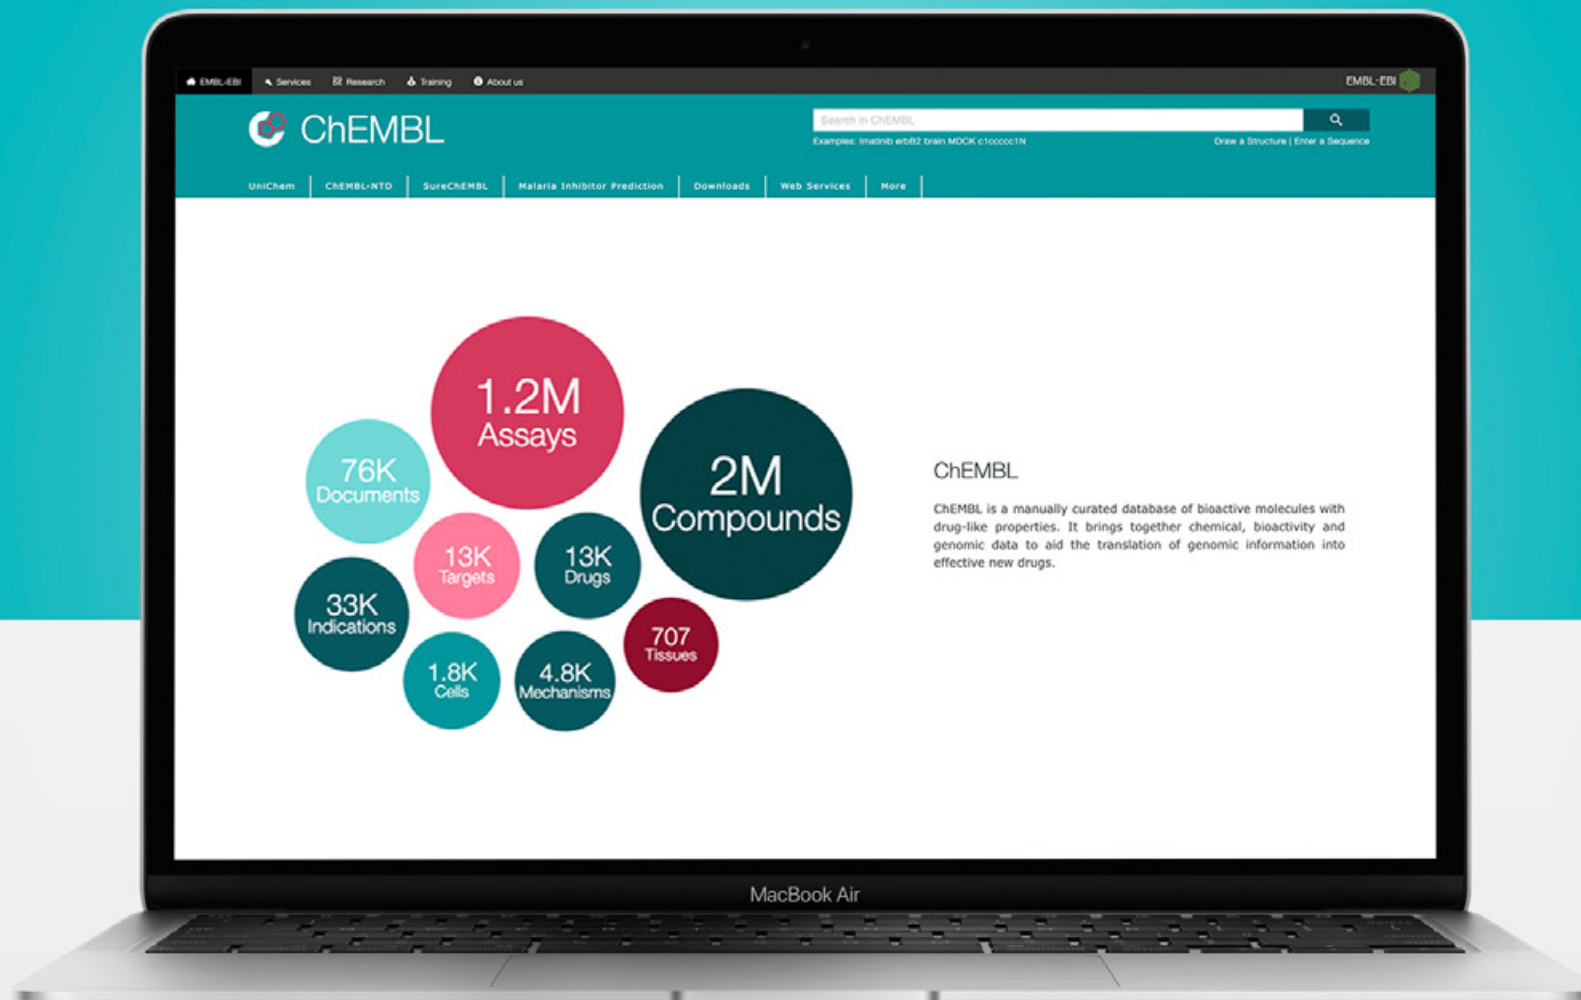 EMBL-EBI Services Research Training About us EMBL-EBI
ChEMBL
Search in ChEMBL
Examples: Imatinib erbB2 brain MDCK c1ccccc1N Draw a Structure | Enter a Sequence
UniChem ChEMBL-NTD SureChEMBL Malaria Inhibitor Prediction Downloads Web Services More
1.2M
Assays
76K
Documents
2M
Compounds
13K
Targets
13K
Drugs
33K
Indications
707
Tissues
1.8K
Cells
4.8K
Mechanisms
ChEMBL
ChEMBL is a manually curated database of bioactive molecules with
drug-like properties. It brings together chemical, bioactivity and
genomic data to aid the translation of genomic information into
effective new drugs.
MacBook Air